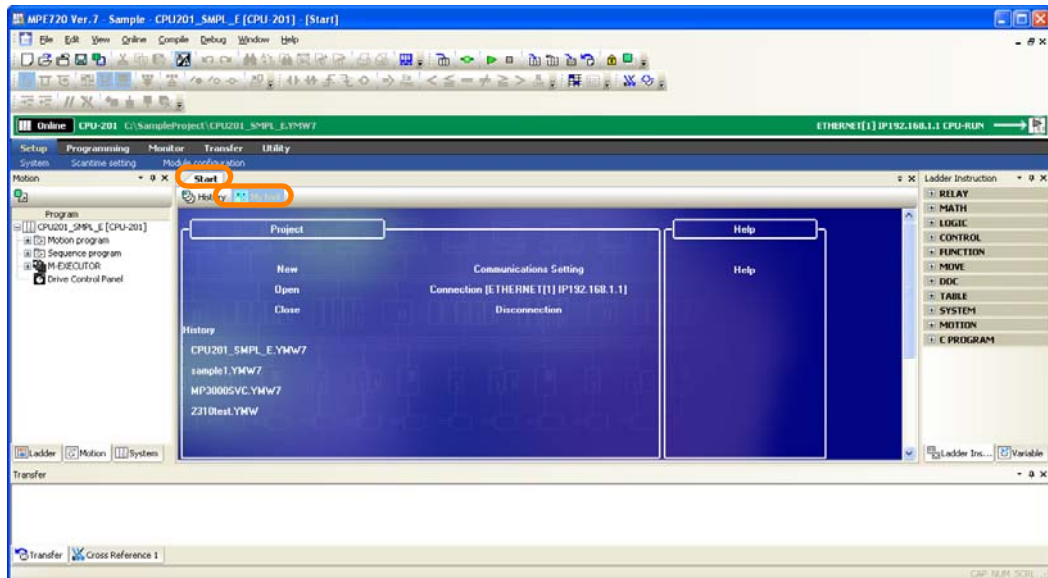 MPE720 Ver.7 - Sample - CPU201_SMPL_E [CPU-201] - [Start]
File Edit View Online Compile Debug Window Help
Online CPU-201 C:\SampleProject\CPU201_SMPL_E.YMW7 ETHERNET[1] IP192.168.1.1 CPU-RUN
Setup Programming Monitor Transfer Utility
System Scantime setting Module configuration
Motion
Start
Ladder Instruction
History
Program
CPU201_SMPL_E [CPU-201]
Motion program
Sequence program
M-EXECUTOR
Drive Control Panel
Project
Help
New
Communications Setting
Help
Open
Connection [ETHERNET[1] IP192.168.1.1]
Close
Disconnection
History
CPU201_SMPL_E.YMW7
sample1.YMW7
MP3000SVC.YMW7
2310test.YMW
RELAY
MATH
LOGIC
CONTROL
FUNCTION
MOVE
DDC
TABLE
SYSTEM
MOTION
C PROGRAM
Ladder Motion System
Ladder Ins... Variable
Transfer
Transfer Cross Reference 1
CAP NUM SCRL